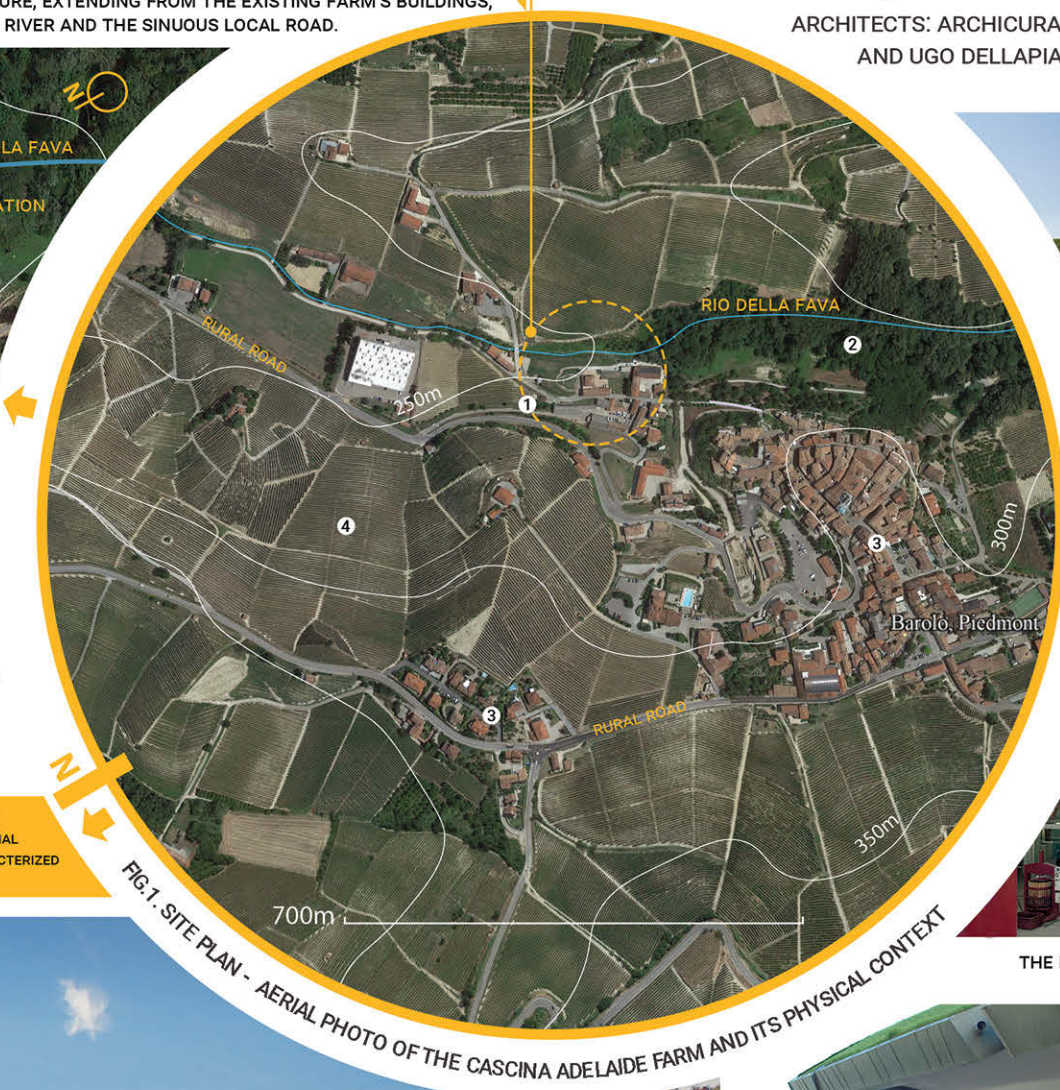 URE, EXTENDING FROM THE EXISTING FARM'S BUILDINGS,
RIVER AND THE SINUOUS LOCAL ROAD.
ARCHITECTS: ARCHICURA
AND UGO DELLAPIA
N
LA FAVA
ATION
RIO DELLA FAVA
RURAL ROAD
2
250m
1
4
3
300m
Barolo, Piedmont
3
RURAL ROAD
N
350m
IAL
CTERIZED
700m
FIG.1. SITE PLAN - AERIAL PHOTO OF THE CASCINA ADELAIDE FARM AND ITS PHYSICAL CONTEXT
THE